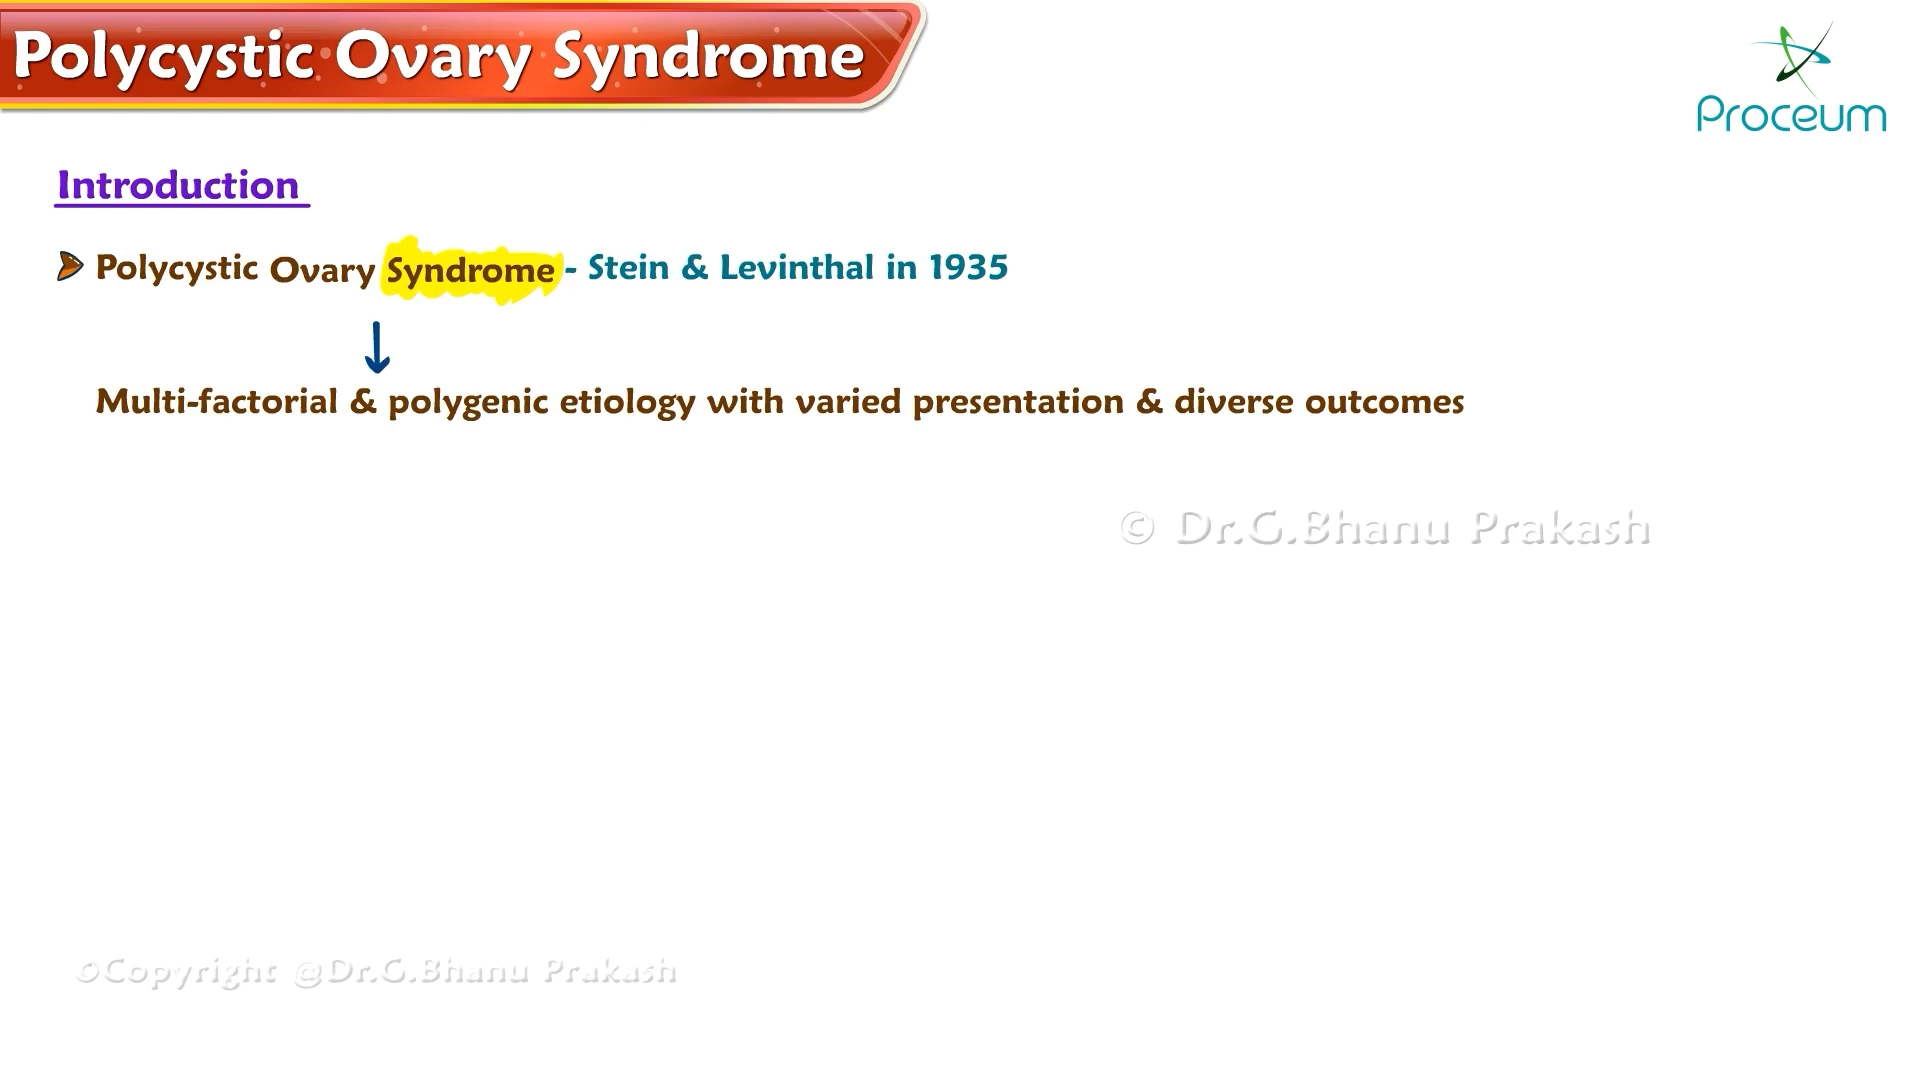 Polycystic Ovary Syndrome
Proceum
Introduction
Polycystic Ovary Syndrome - Stein & Levinthal in 1935
Multi-factorial & polygenic etiology with varied presentation & diverse outcomes
© Dr.G.Bhanu Prakash
©Copyright @Dr.G.Bhanu Prakash